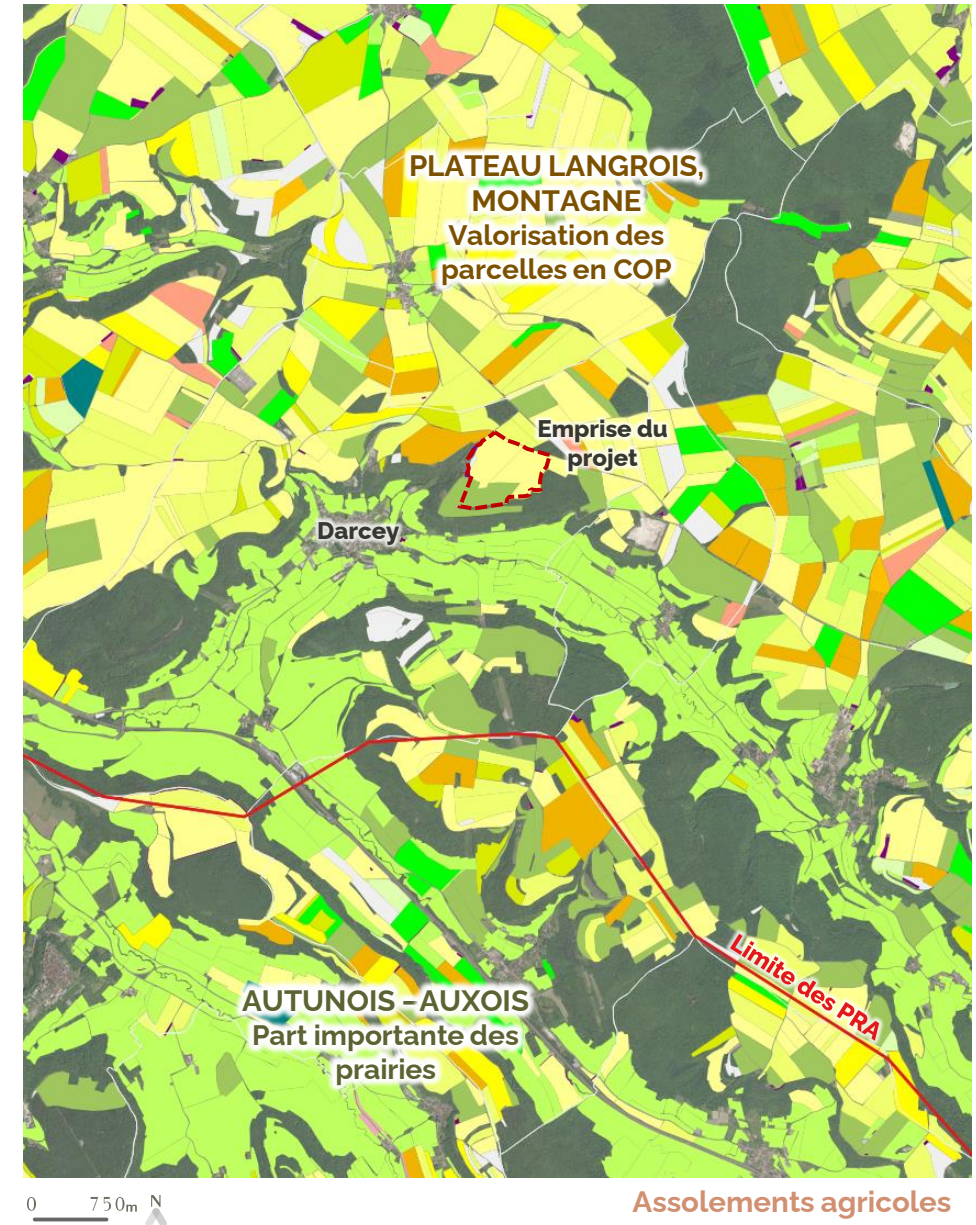 PLATEAU LANGROIS,
MONTAGNE
Valorisation des
parcelles en COP
Emprise du
projet
Darcey
Limite des PRA
AUTUNOIS – AUXOIS
Part importante des
prairies
0 750m N
Assolements agricoles